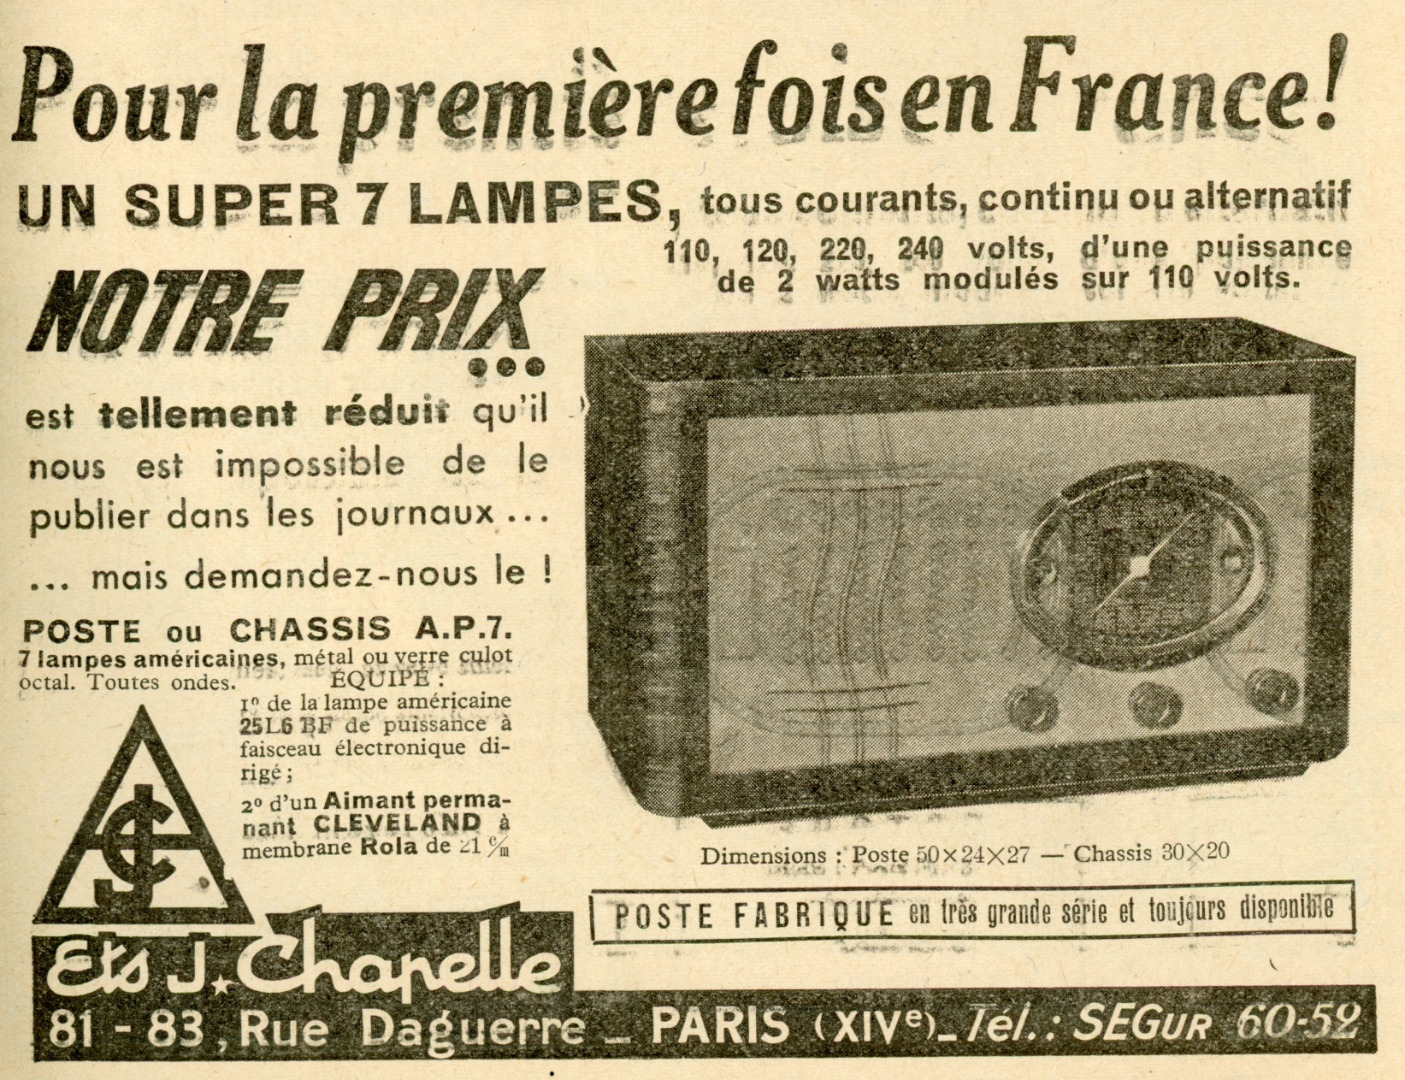 Pour la première fois en France!
UN SUPER 7 LAMPES, tous courants, continu ou alternatif
110, 120, 220, 240 volts, d'une puissance
de 2 watts modulés sur 110 volts.
NOTRE PRIX
...
est tellement réduit qu'il
nous est impossible de le
publier dans les journaux ...
... mais demandez-nous le !
POSTE ou CHASSIS A.P.7.
7 lampes américaines, métal ou verre culot
octal. Toutes ondes. ÉQUIPÉ :
1º de la lampe américaine
25L6 BF de puissance à
faisceau électronique di-
rigé ;
2º d'un Aimant perma-
nant CLEVELAND à
membrane Rola de 21 c/m
Dimensions : Poste 50×24×27 — Chassis 30×20
POSTE FABRIQUE en très grande série et toujours disponible
AJC
Ets J. Chapelle
81 - 83, Rue Daguerre _ PARIS (XIVe)_ Tél.: SEGUR 60-52